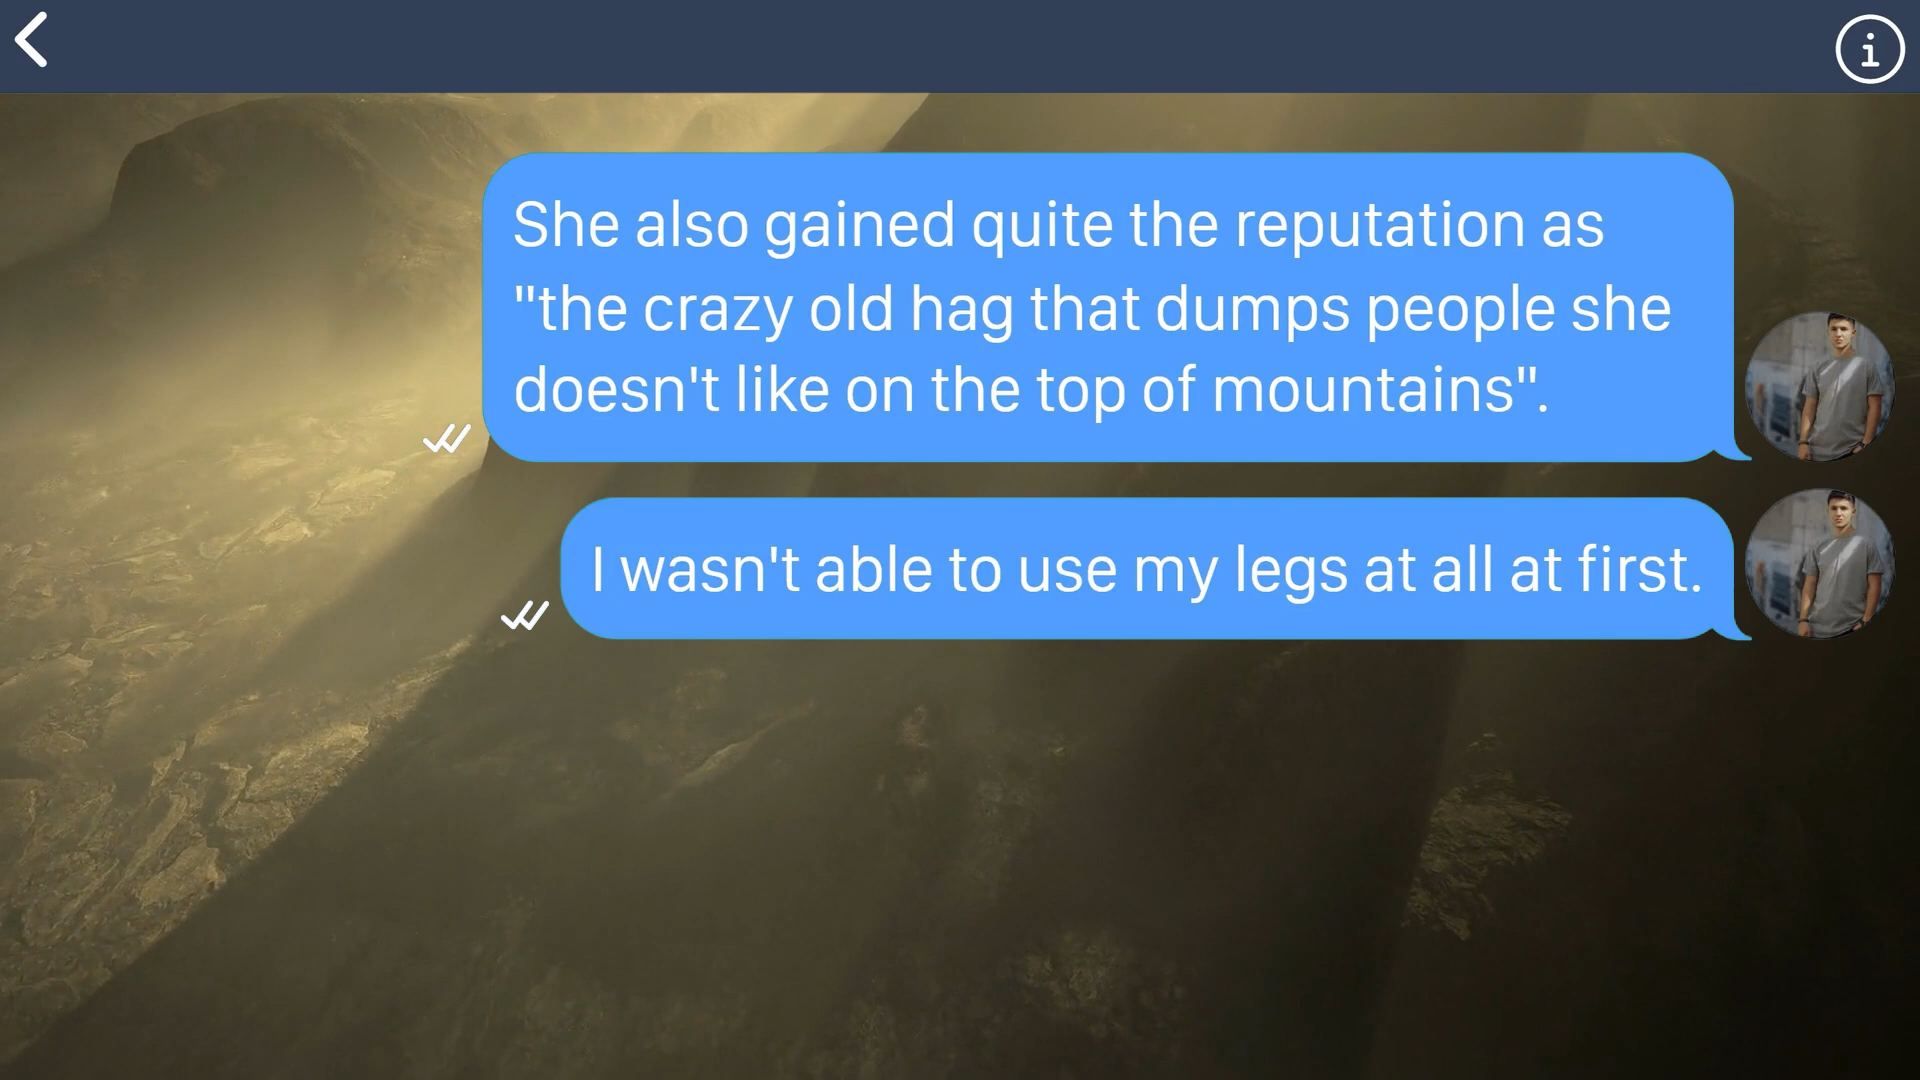 She also gained quite the reputation as
"the crazy old hag that dumps people she
doesn't like on the top of mountains".
I wasn't able to use my legs at all at first.